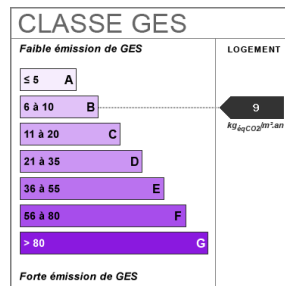 CLASSE GES
Faible émission de GES
LOGEMENT
≤ 5 A
6 à 10 B
9
kgéqCO2/m².an
11 à 20 C
21 à 35 D
36 à 55 E
56 à 80 F
> 80 G
Forte émission de GES